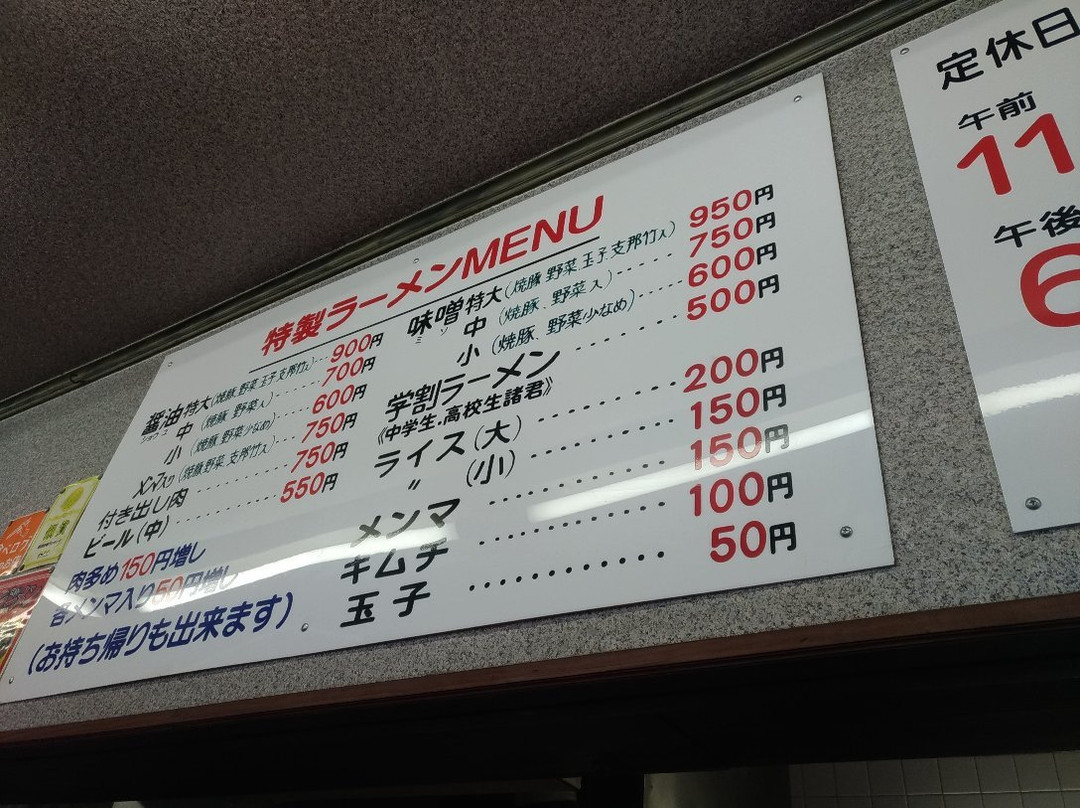 特製ラーメンMENU
醤油特大(焼豚.野菜.玉子.支那竹入)…900円
ショウユ
中(焼豚.野菜入)………700円
小(焼豚.野菜少なめ)……600円
メンマ入り(焼豚.野菜.支那竹入)…750円
付き出し肉…………750円
ビール(中)…………550円
肉多め150円増し
各メンマ入り50円増し
(お持ち帰りも出来ます)
味噌特大(焼豚.野菜.玉子.支那竹入)950円
ミソ
中(焼豚.野菜入)……750円
小(焼豚.野菜少なめ)……600円
学割ラーメン………500円
《中学生.高校生諸君》
ライス(大)…………200円
〃(小)…………150円
メンマ…………150円
キムチ…………100円
玉子…………50円
定休日
午前
11
午後
6